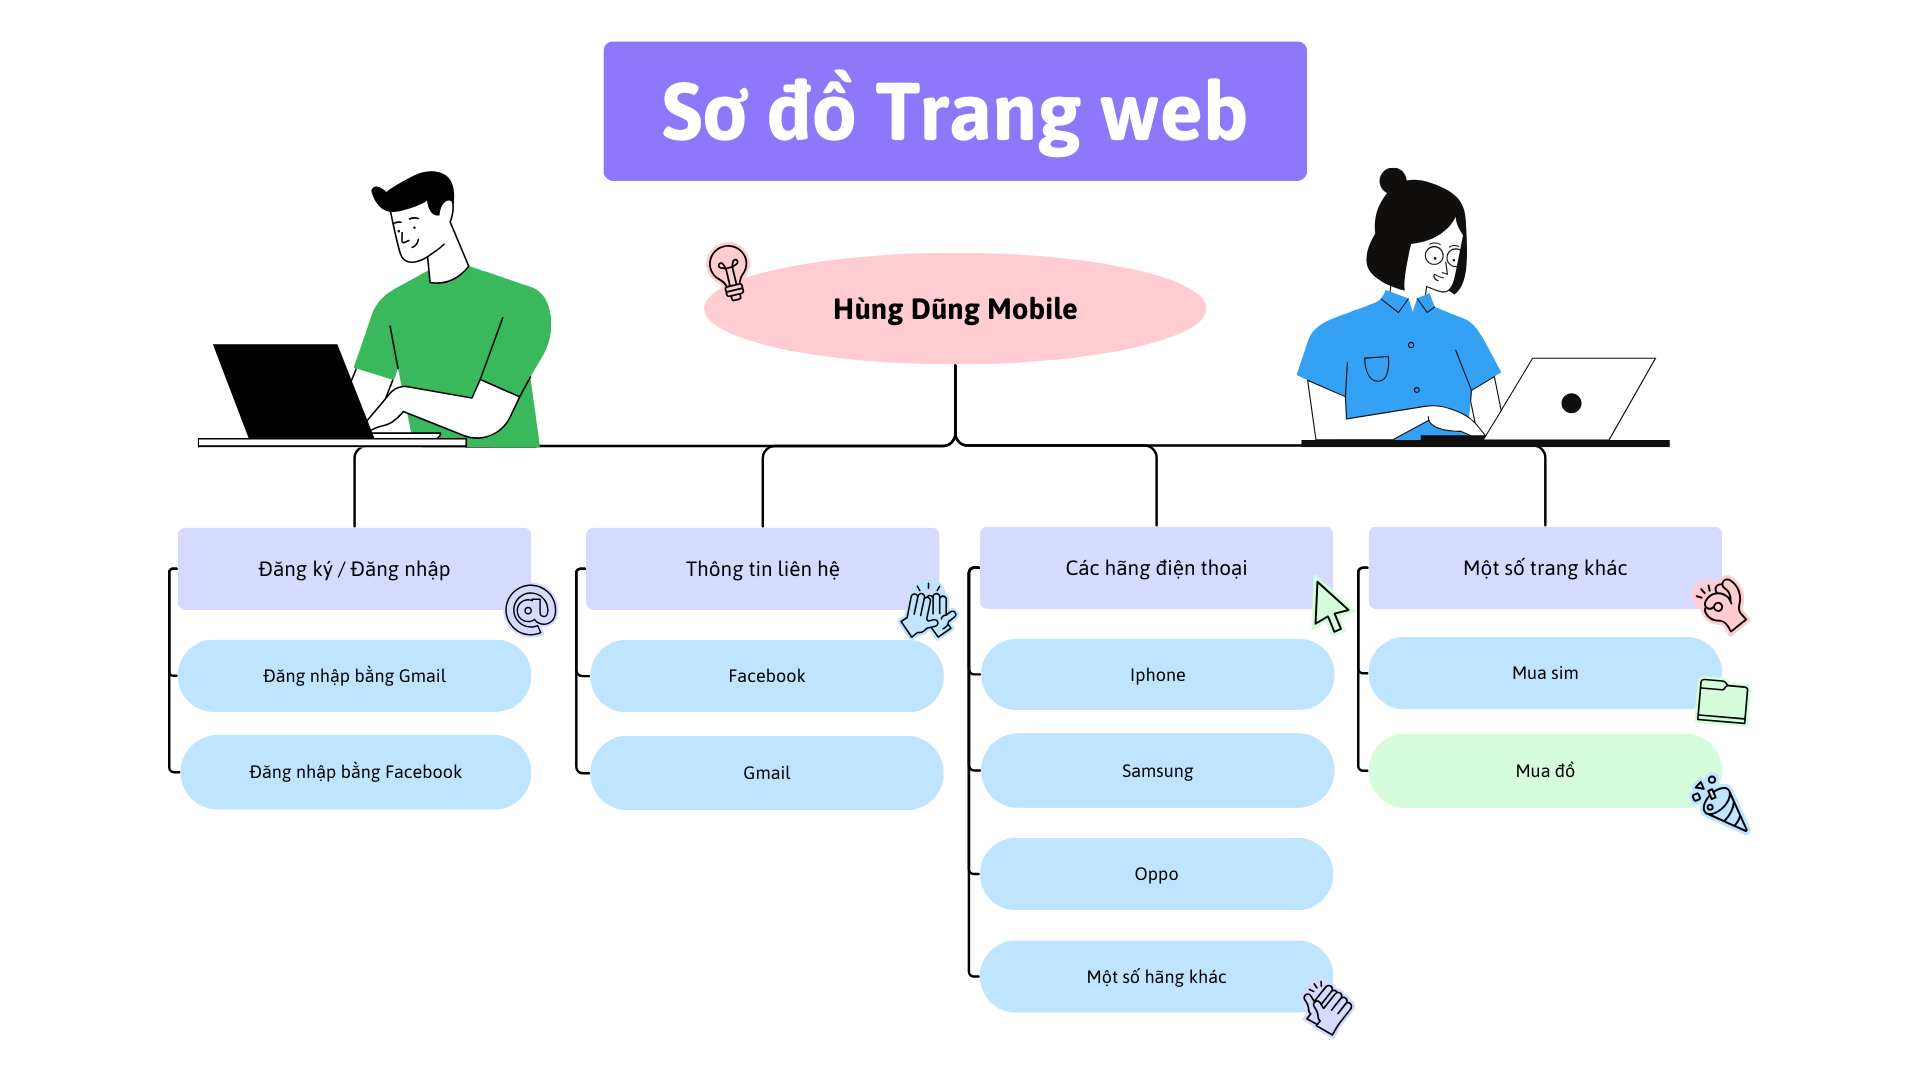 Sơ đồ Trang web
Hùng Dũng Mobile
Đăng ký / Đăng nhập
Đăng nhập bằng Gmail
Đăng nhập bằng Facebook
Thông tin liên hệ
Facebook
Gmail
Các hãng điện thoại
Iphone
Samsung
Oppo
Một số hãng khác
Một số trang khác
Mua sim
Mua đồ